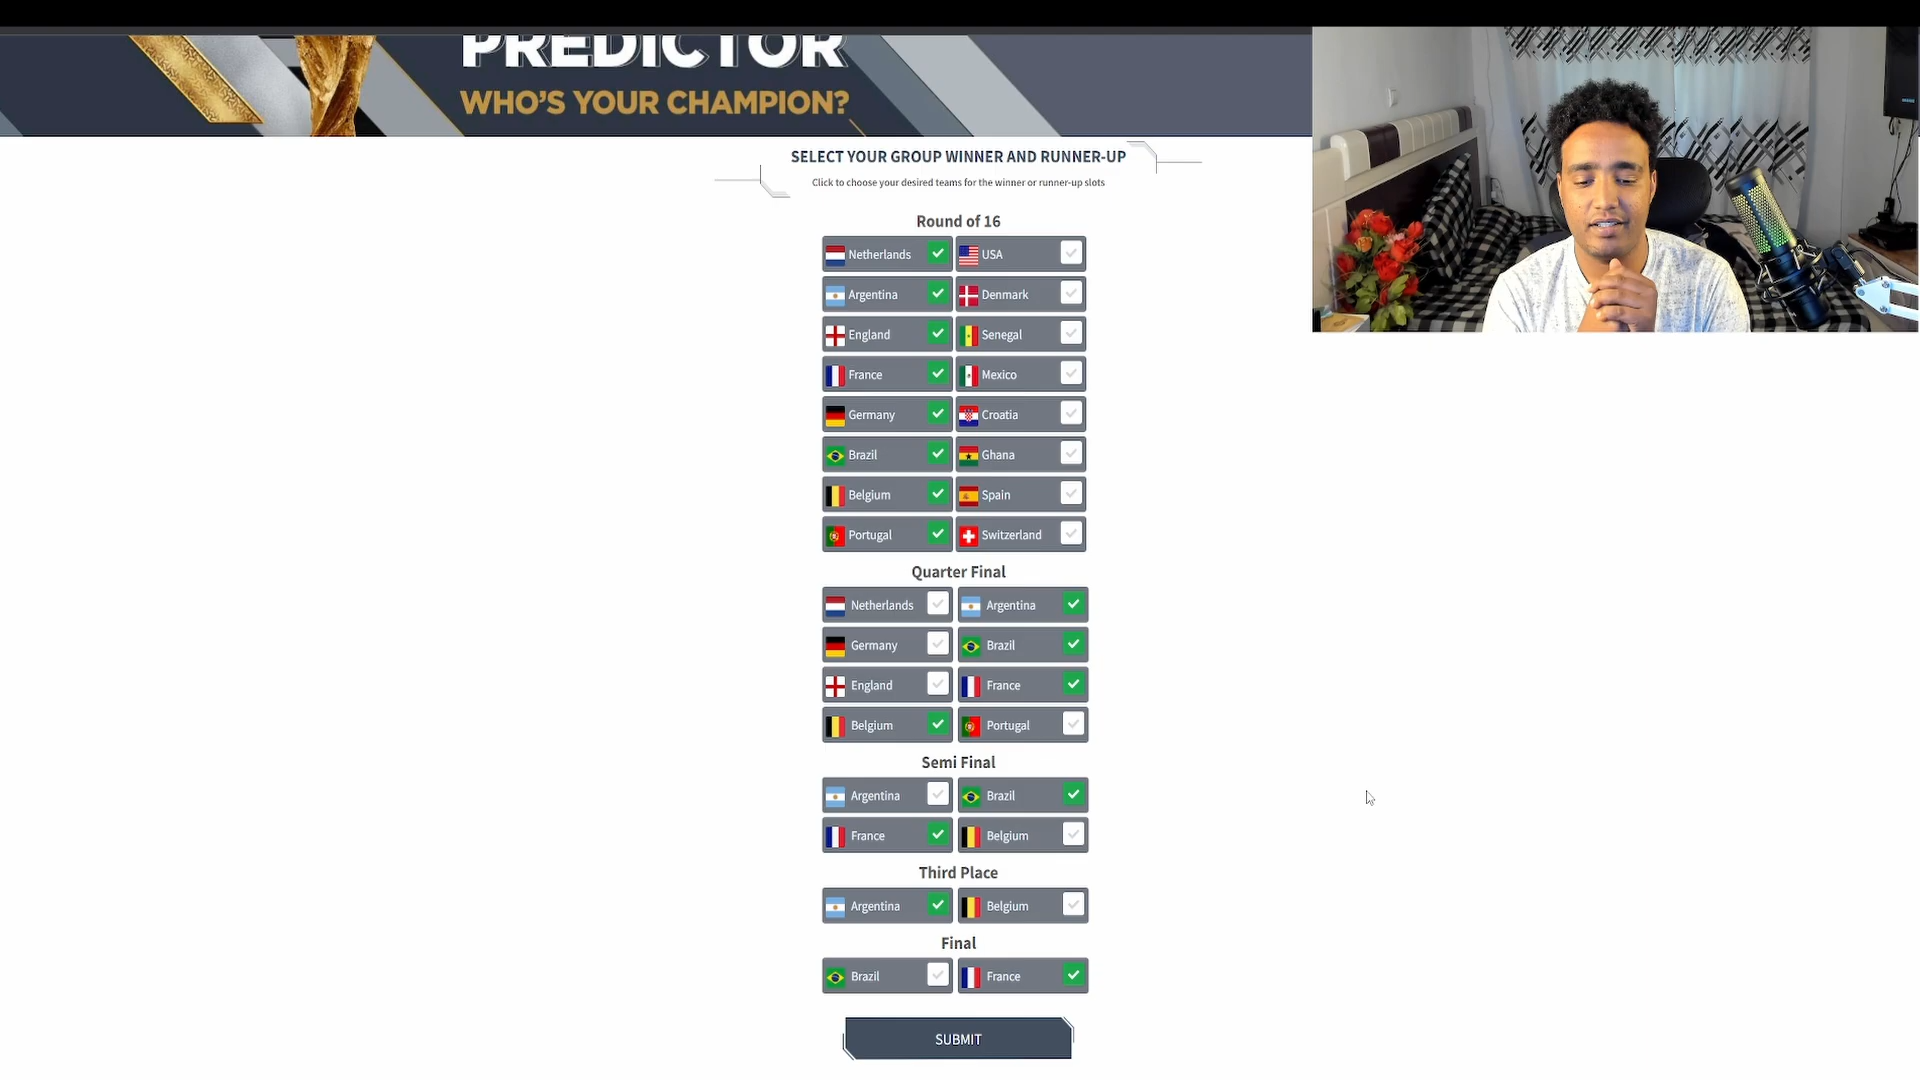 PREDICTOR
WHO'S YOUR CHAMPION?
SELECT YOUR GROUP WINNER AND RUNNER-UP
Click to choose your desired teams for the winner or runner-up slots
Round of 16
Netherlands USA
Argentina Denmark
England Senegal
France Mexico
Germany Croatia
Brazil Ghana
Belgium Spain
Portugal Switzerland
Quarter Final
Netherlands Argentina
Germany Brazil
England France
Belgium Portugal
Semi Final
Argentina Brazil
France Belgium
Third Place
Argentina Belgium
Final
Brazil France
SUBMIT